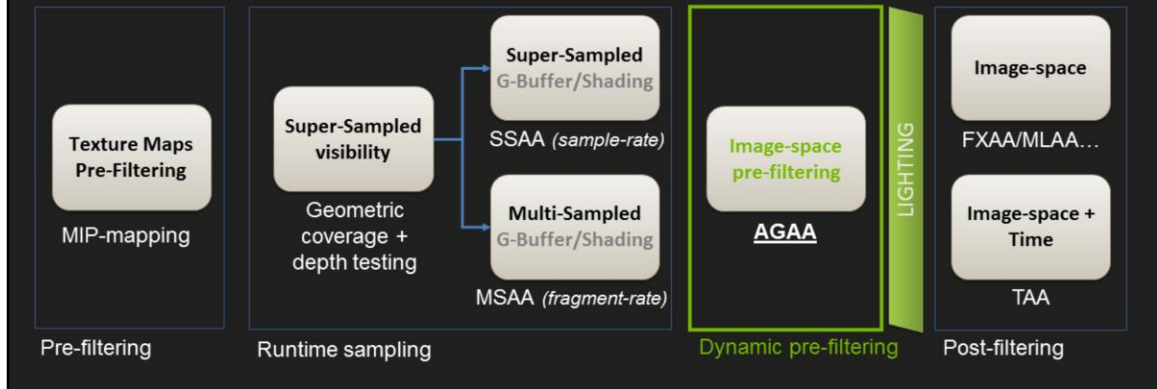 Texture Maps
Pre-Filtering
MIP-mapping
Pre-filtering
Super-Sampled
visibility
Geometric
coverage +
depth testing
Super-Sampled
G-Buffer/Shading
SSAA (sample-rate)
Multi-Sampled
G-Buffer/Shading
MSAA (fragment-rate)
Runtime sampling
Image-space
pre-filtering
AGAA
Dynamic pre-filtering
LIGHTING
Image-space
FXAA/MLAA...
Image-space +
Time
TAA
Post-filtering